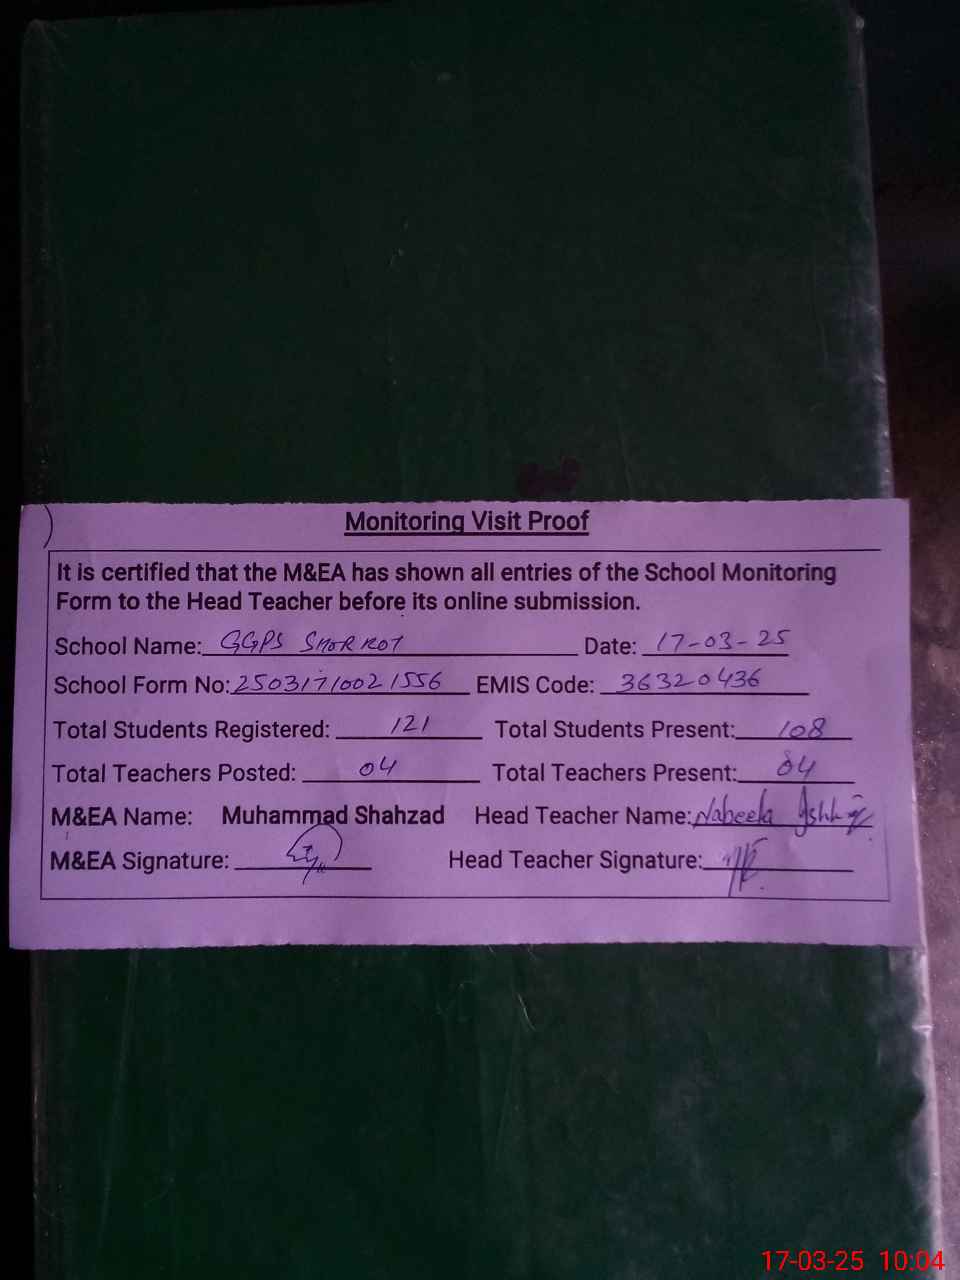 Monitoring Visit Proof
It is certified that the M&EA has shown all entries of the School Monitoring
Form to the Head Teacher before its online submission.
School Name: GGPS SHORKOT Date: 17-03-25
School Form No: 25031710021556 EMIS Code: 36320436
Total Students Registered: 121 Total Students Present: 108
Total Teachers Posted: 04 Total Teachers Present: 04
M&EA Name: Muhammad Shahzad Head Teacher Name: Nabeela
M&EA Signature: Head Teacher Signature:
17-03-25 10:04